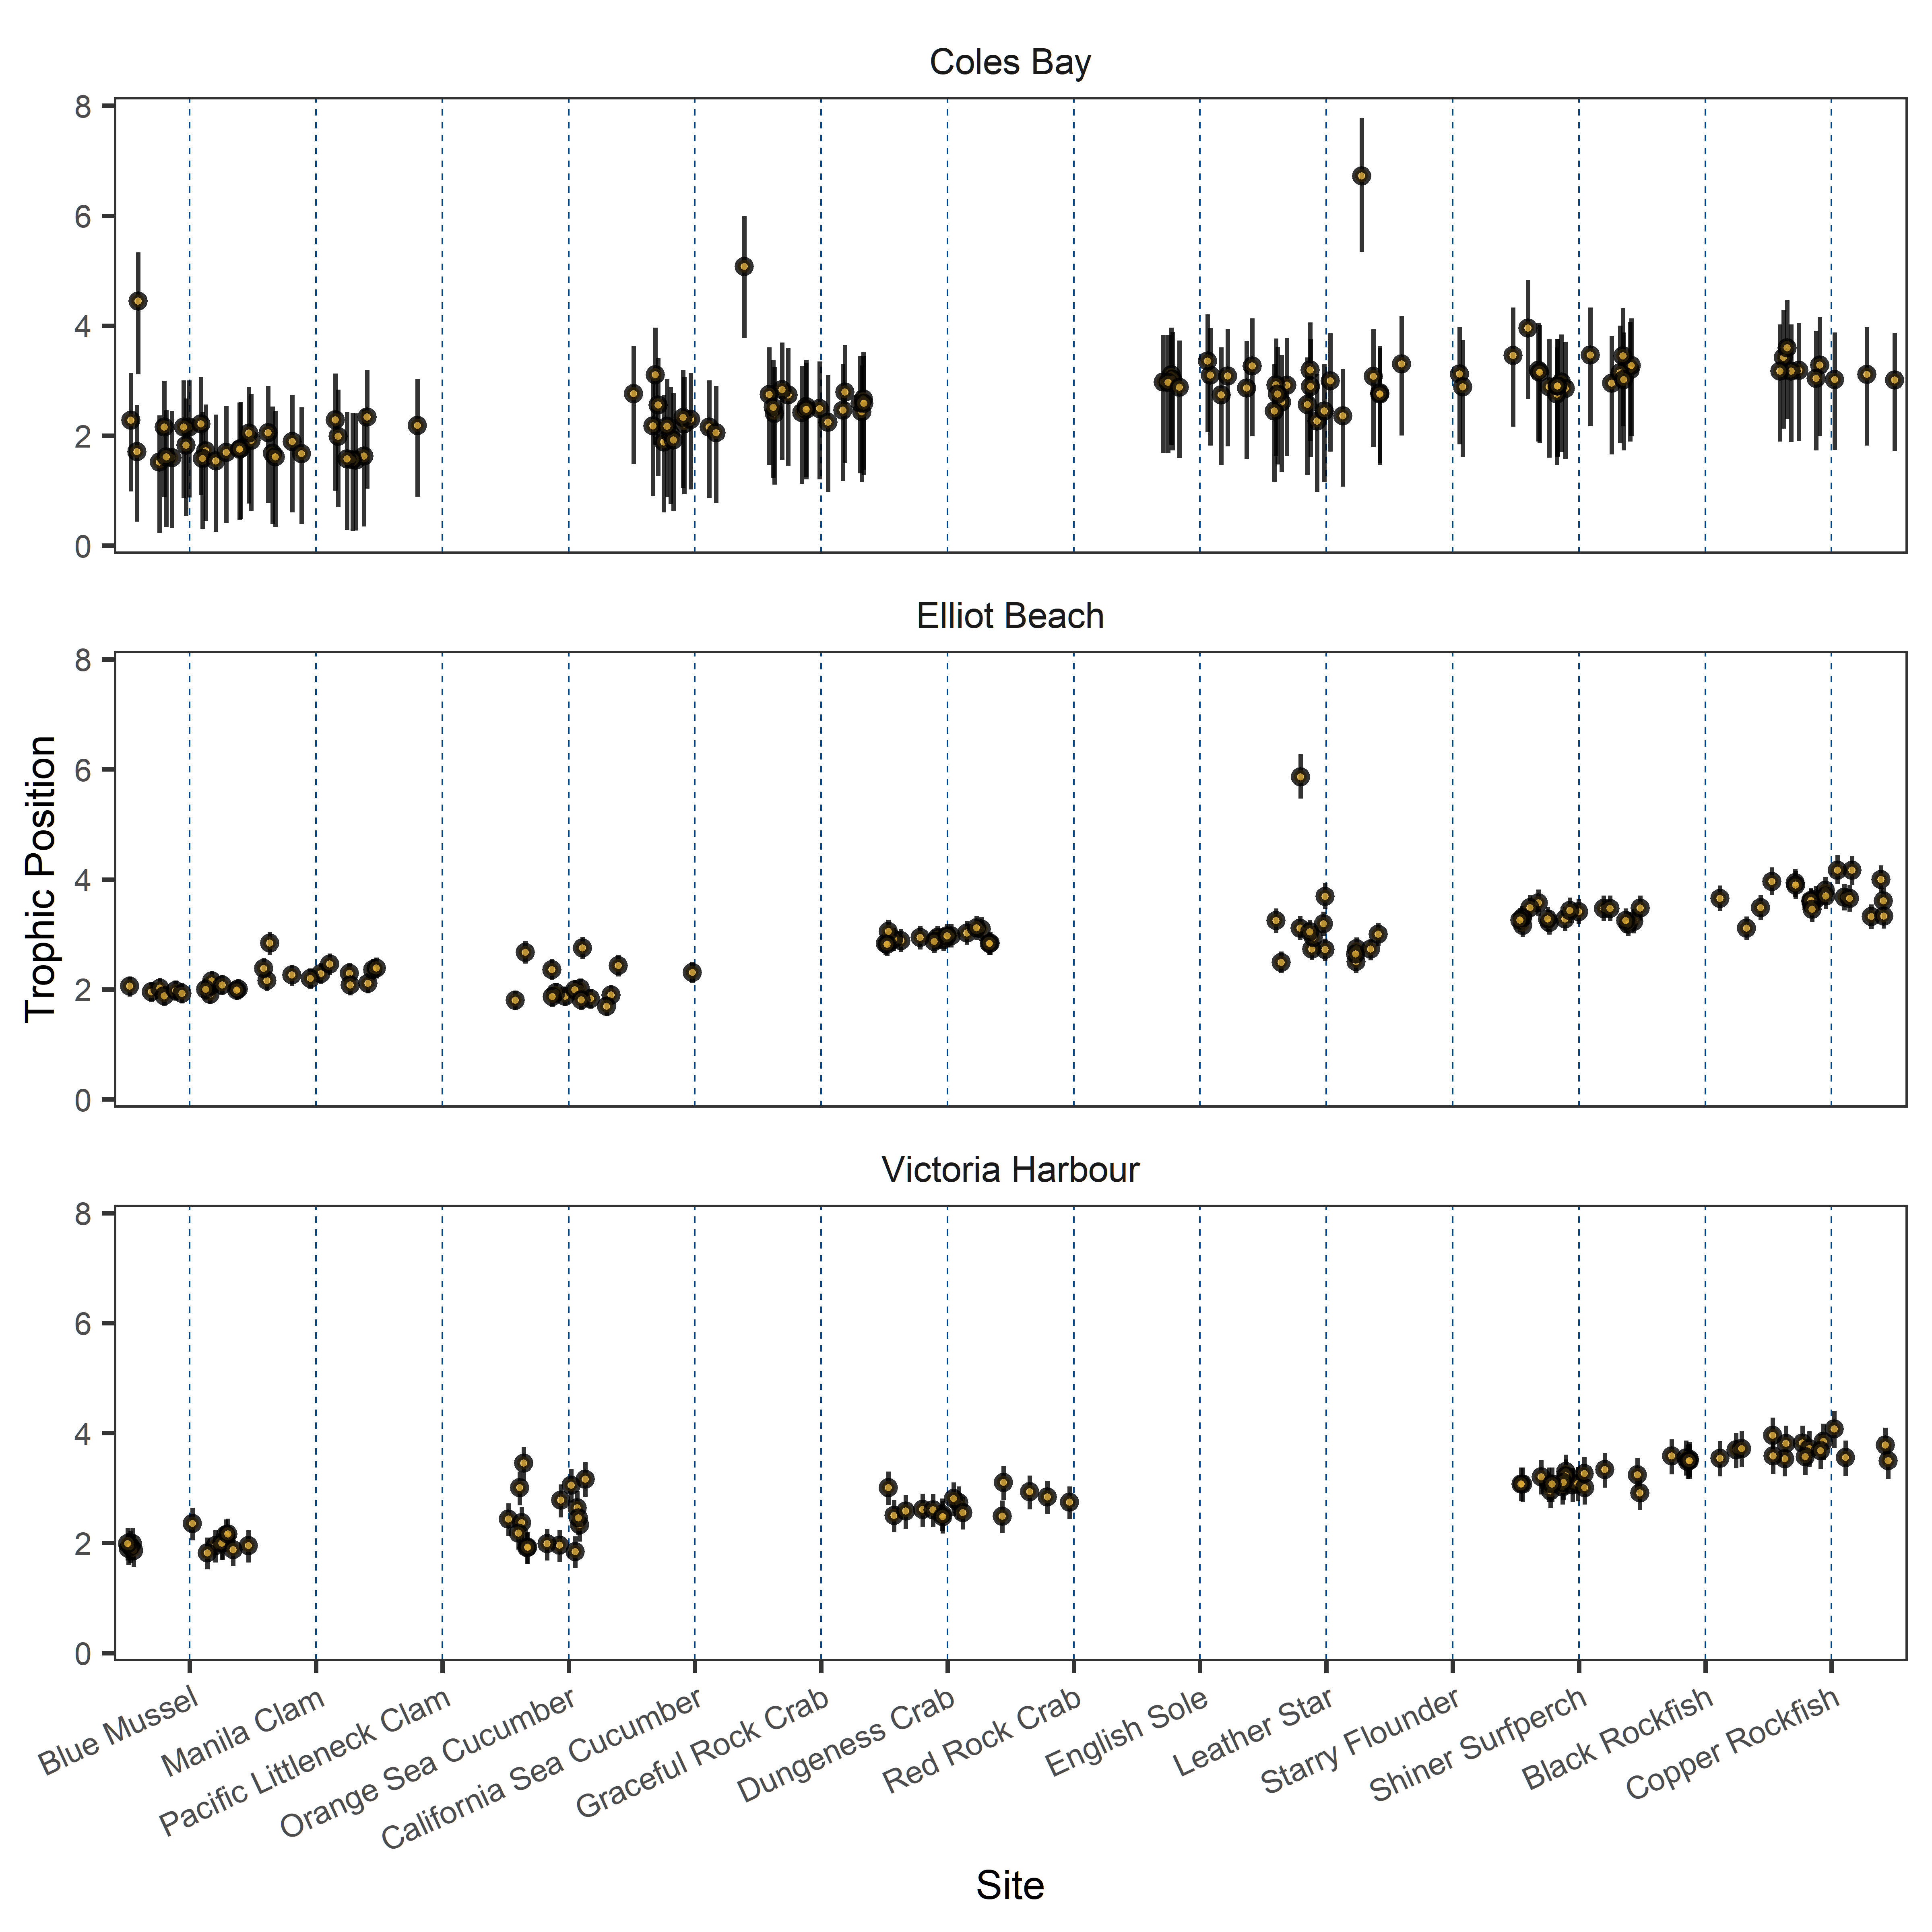 Coles Bay
8
6
4
2
0
Elliot Beach
8
6
4
2
0
Trophic Position
Victoria Harbour
8
6
4
2
0
Blue Mussel
Manila Clam
Pacific Littleneck Clam
Orange Sea Cucumber
California Sea Cucumber
Graceful Rock Crab
Dungeness Crab
Red Rock Crab
English Sole
Leather Star
Starry Flounder
Shiner Surfperch
Black Rockfish
Copper Rockfish
Site